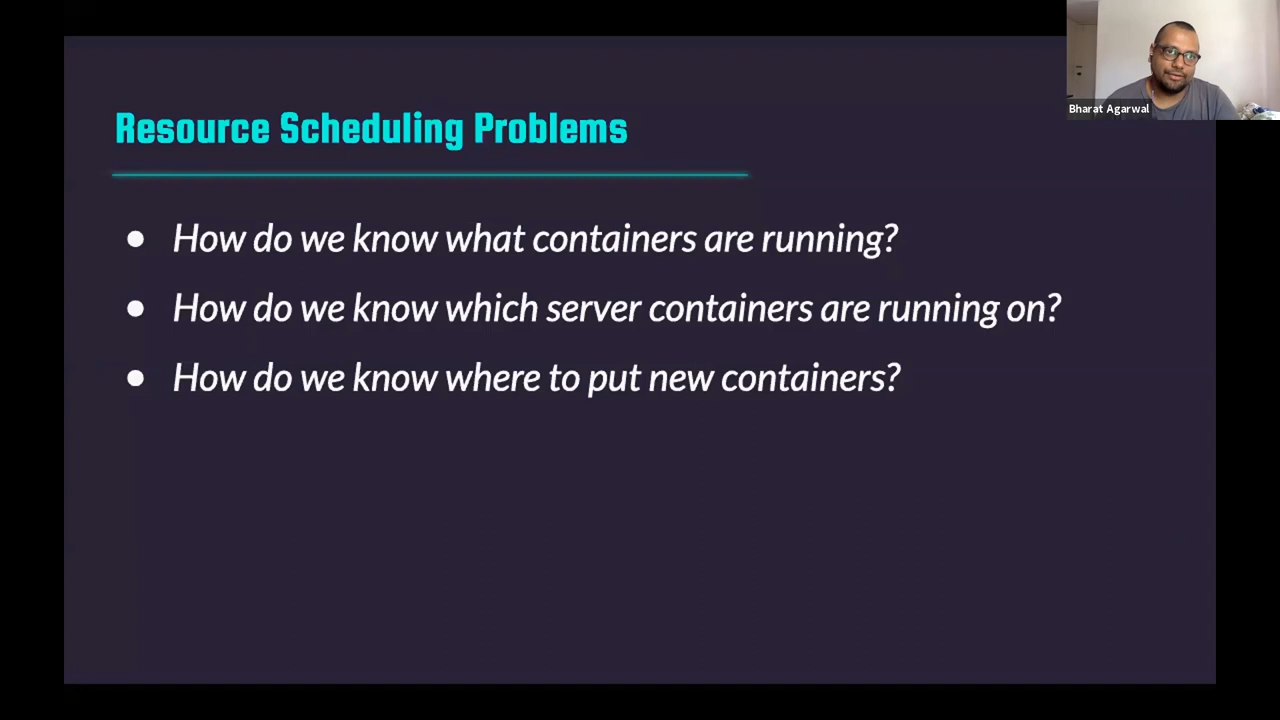 Resource Scheduling Problems
Bharat Agarwal
● How do we know what containers are running?
● How do we know which server containers are running on?
● How do we know where to put new containers?